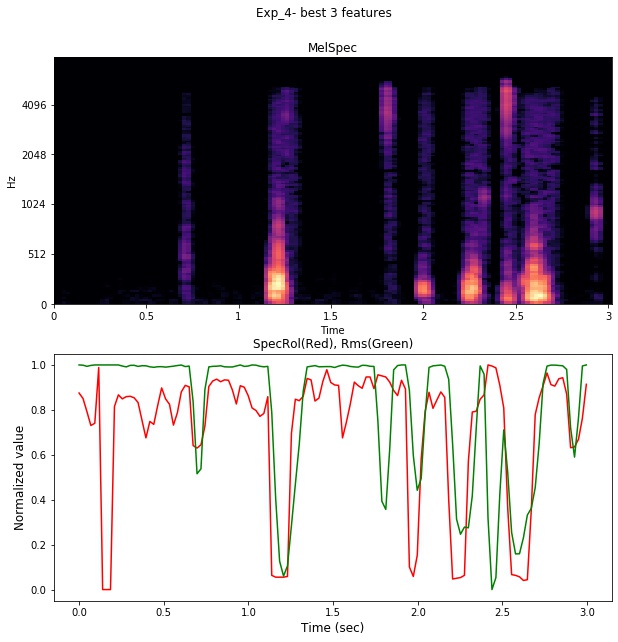 Exp_4- best 3 features
MelSpec
Hz
4096
2048
1024
512
0
0 0.5 1 1.5 2 2.5 3
Time
SpecRol(Red), Rms(Green)
Normalized value
1.0
0.8
0.6
0.4
0.2
0.0
0.0 0.5 1.0 1.5 2.0 2.5 3.0
Time (sec)